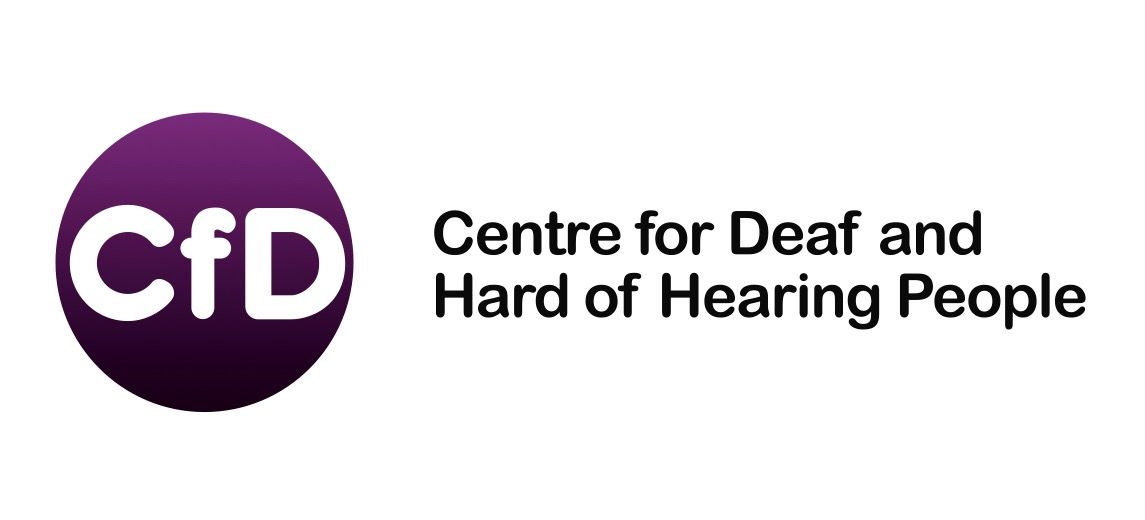 CfD
Centre for Deaf and
Hard of Hearing People